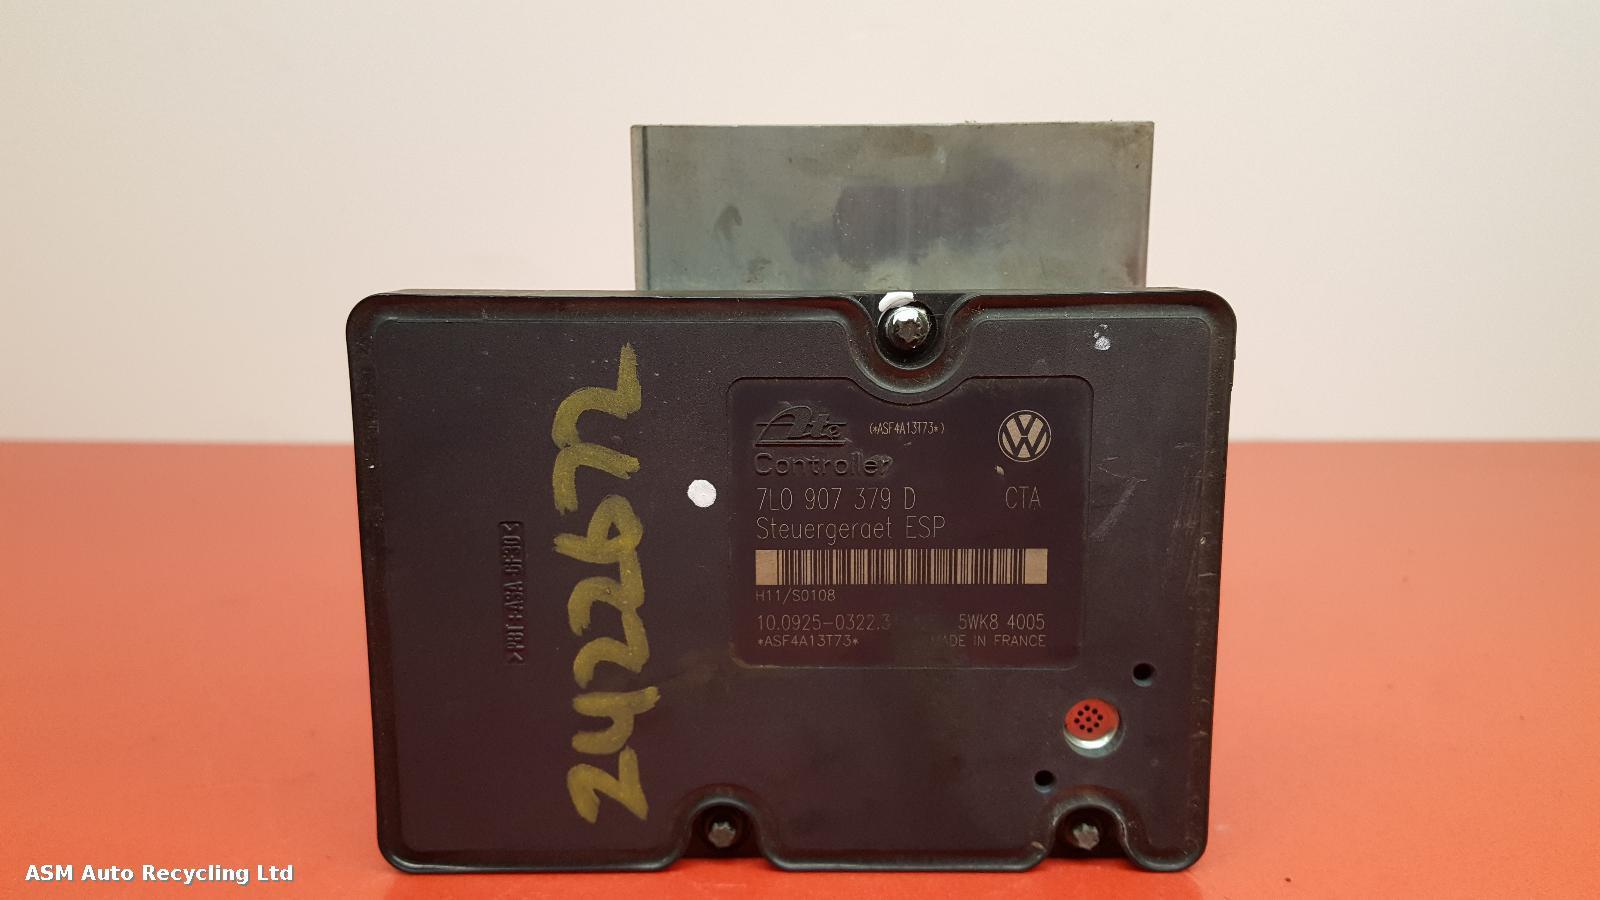 Ate
(*ASF4A13T73*)
Controller
7L0 907 379 D CTA
Steuergeraet ESP
H11/S0108
10.0925-0322.3 5WK8 4005
*ASF4A13T73* MADE IN FRANCE
ASM Auto Recycling Ltd